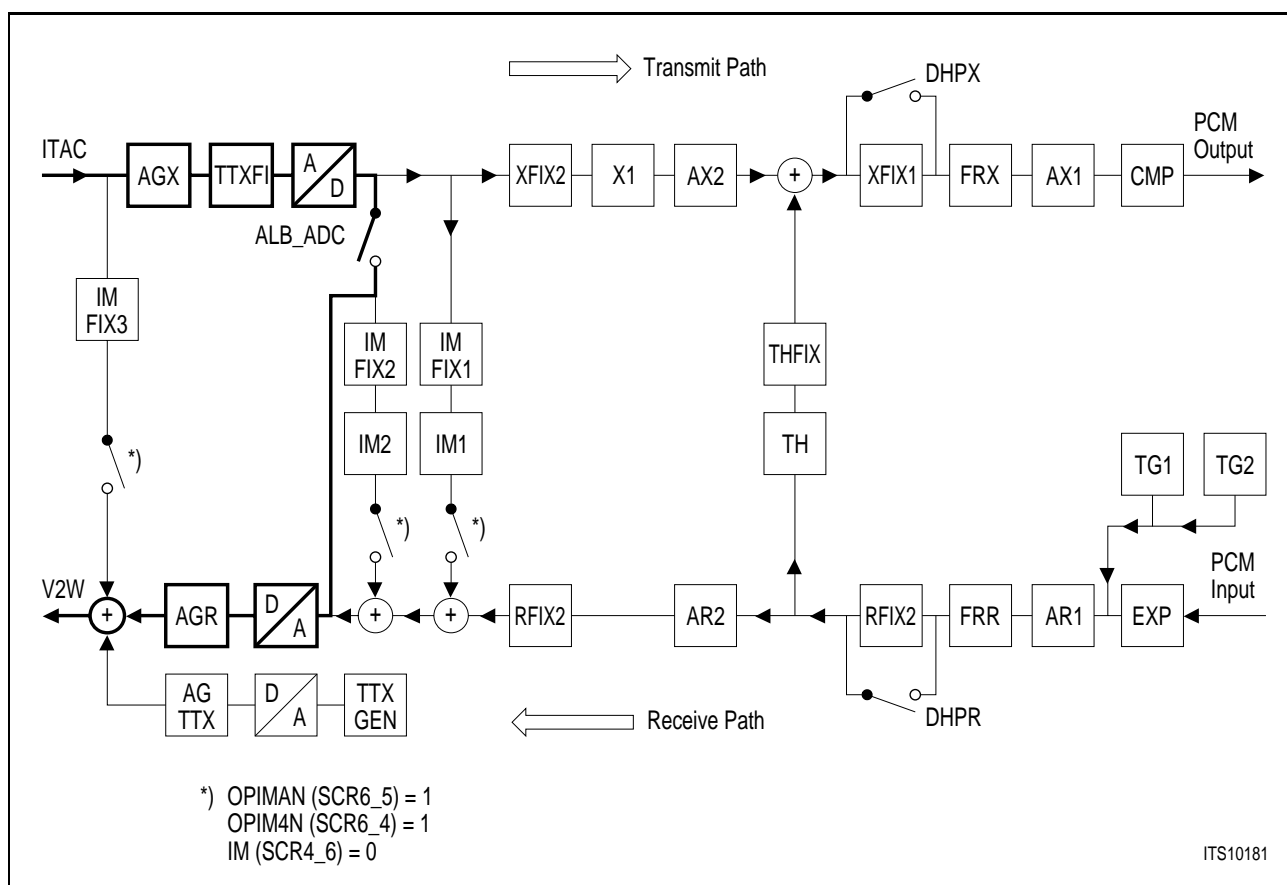 Transmit Path
DHPX
ITAC
PCM
Output
AGX
TTXFI
A
D
XFIX2
X1
AX2
+
XFIX1
FRX
AX1
CMP
ALB_ADC
IM
FIX3
IM
FIX2
IM
FIX1
THFIX
*)
IM2
IM1
TH
TG1
TG2
*)
*)
V2W
PCM
Input
+
AGR
D
A
+
+
RFIX2
AR2
RFIX2
FRR
AR1
EXP
AG
TTX
D
A
TTX
GEN
Receive Path
DHPR
*) OPIMAN (SCR6_5) = 1
OPIM4N (SCR6_4) = 1
IM (SCR4_6) = 0
ITS10181